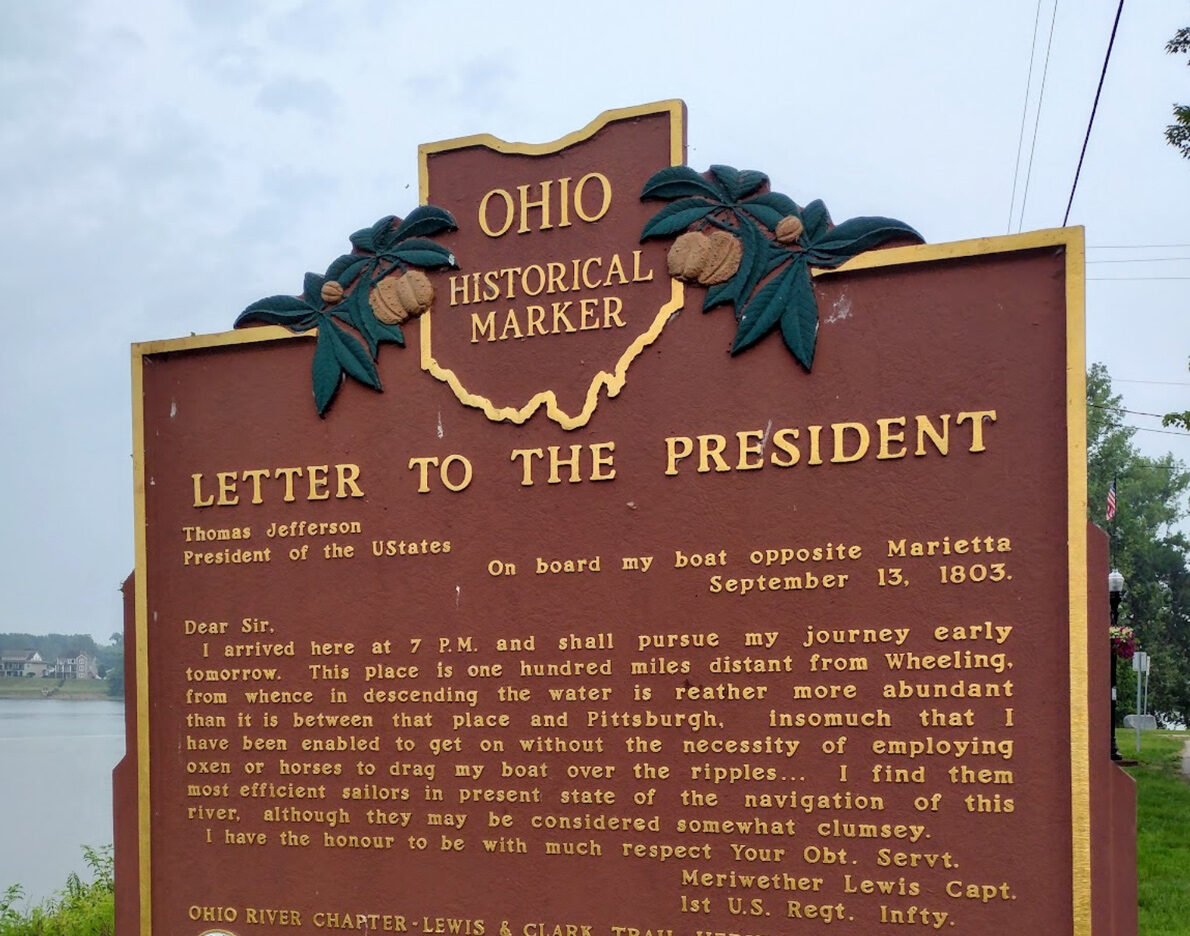 OHIO
HISTORICAL
MARKER
LETTER TO THE PRESIDENT
Thomas Jefferson
President of the UStates
On board my boat opposite Marietta
September 13, 1803.
Dear Sir,
I arrived here at 7 P.M. and shall pursue my journey early
tomorrow. This place is one hundred miles distant from Wheeling,
from whence in descending the water is reather more abundant
than it is between that place and Pittsburgh, insomuch that I
have been enabled to get on without the necessity of employing
oxen or horses to drag my boat over the ripples... I find them
most efficient sailors in present state of the navigation of this
river, although they may be considered somewhat clumsey.
I have the honour to be with much respect Your Obt. Servt.
Meriwether Lewis Capt.
1st U.S. Regt. Infty.
OHIO RIVER CHAPTER-LEWIS & CLARK TRAIL